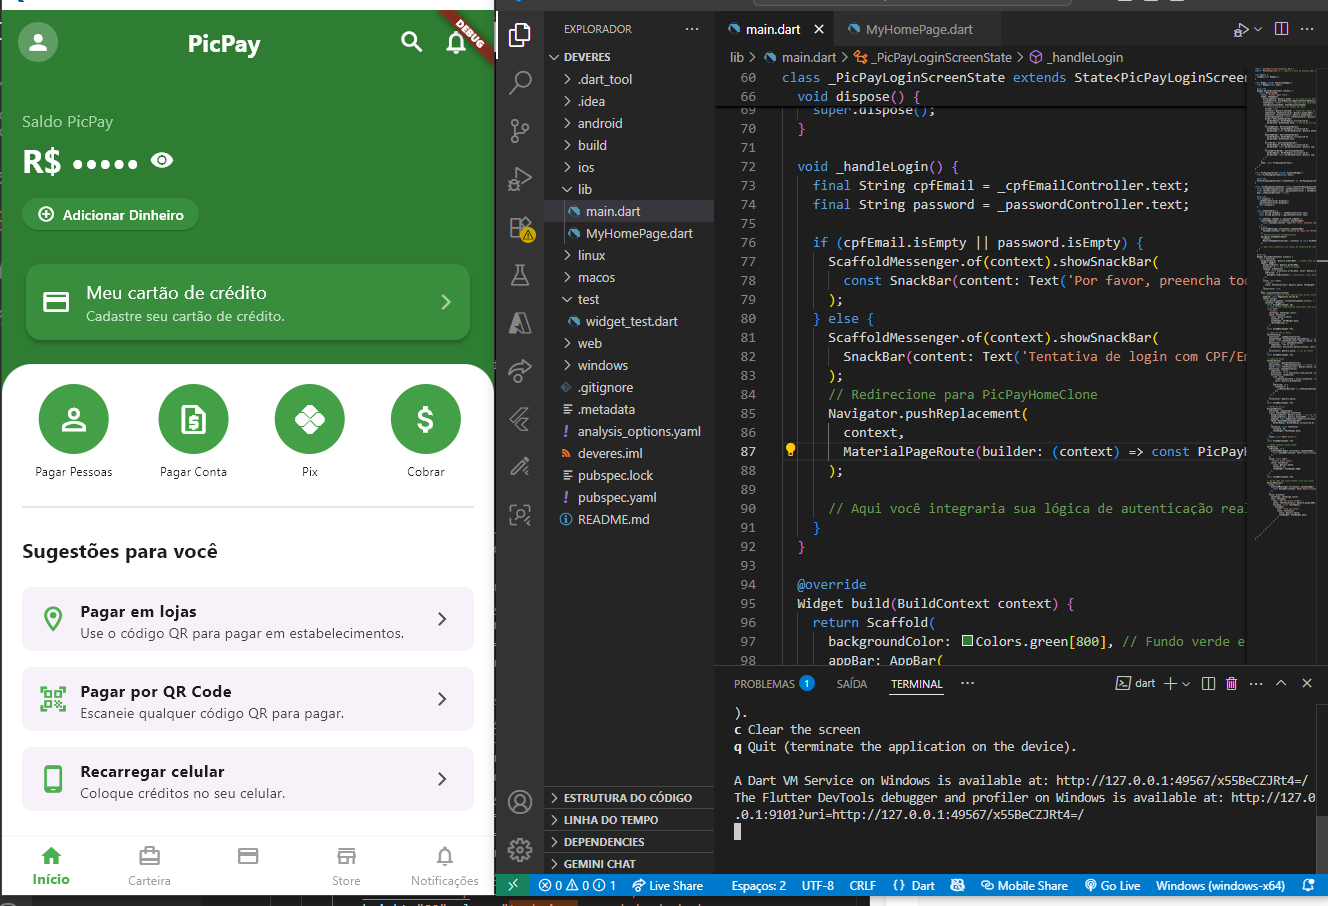 PicPay
DEBUG
Saldo PicPay
R$ •••••
Adicionar Dinheiro
Meu cartão de crédito
Cadastre seu cartão de crédito.
Pagar Pessoas
Pagar Conta
Pix
Cobrar
Sugestões para você
Pagar em lojas
Use o código QR para pagar em estabelecimentos.
Pagar por QR Code
Escaneie qualquer código QR para pagar.
Recarregar celular
Coloque créditos no seu celular.
Início
Carteira
Store
Notificações
EXPLORADOR
DEVERES
.dart_tool
.idea
android
build
ios
lib
main.dart
MyHomePage.dart
linux
macos
test
widget_test.dart
web
windows
.gitignore
.metadata
analysis_options.yaml
deveres.iml
pubspec.lock
pubspec.yaml
README.md
ESTRUTURA DO CÓDIGO
LINHA DO TEMPO
DEPENDENCIES
GEMINI CHAT
main.dart
MyHomePage.dart
lib > main.dart > _PicPayLoginScreenState > _handleLogin
60 class _PicPayLoginScreenState extends State<PicPayLoginScreen
66 void dispose() {
69 super.dispose();
70 }
71
72 void _handleLogin() {
73 final String cpfEmail = _cpfEmailController.text;
74 final String password = _passwordController.text;
75
76 if (cpfEmail.isEmpty || password.isEmpty) {
77 ScaffoldMessenger.of(context).showSnackBar(
78 const SnackBar(content: Text('Por favor, preencha to
79 );
80 } else {
81 ScaffoldMessenger.of(context).showSnackBar(
82 SnackBar(content: Text('Tentativa de login com CPF/E
83 );
84 // Redirecione para PicPayHomeClone
85 Navigator.pushReplacement(
86 context,
87 MaterialPageRoute(builder: (context) => const PicPay
88 );
89
90 // Aqui você integraria sua lógica de autenticação real
91 }
92 }
93
94 @override
95 Widget build(BuildContext context) {
96 return Scaffold(
97 backgroundColor: Colors.green[800], // Fundo verde e
98 appBar: AppBar(
PROBLEMAS 1
SAÍDA
TERMINAL
dart
).
c Clear the screen
q Quit (terminate the application on the device).
A Dart VM Service on Windows is available at: http://127.0.0.1:49567/x55BeCZJRt4=/
The Flutter DevTools debugger and profiler on Windows is available at: http://127.0
.0.1:9101?uri=http://127.0.0.1:49567/x55BeCZJRt4=/
0 0 1 Live Share Espaços: 2 UTF-8 CRLF {} Dart Mobile Share Go Live Windows (windows-x64)